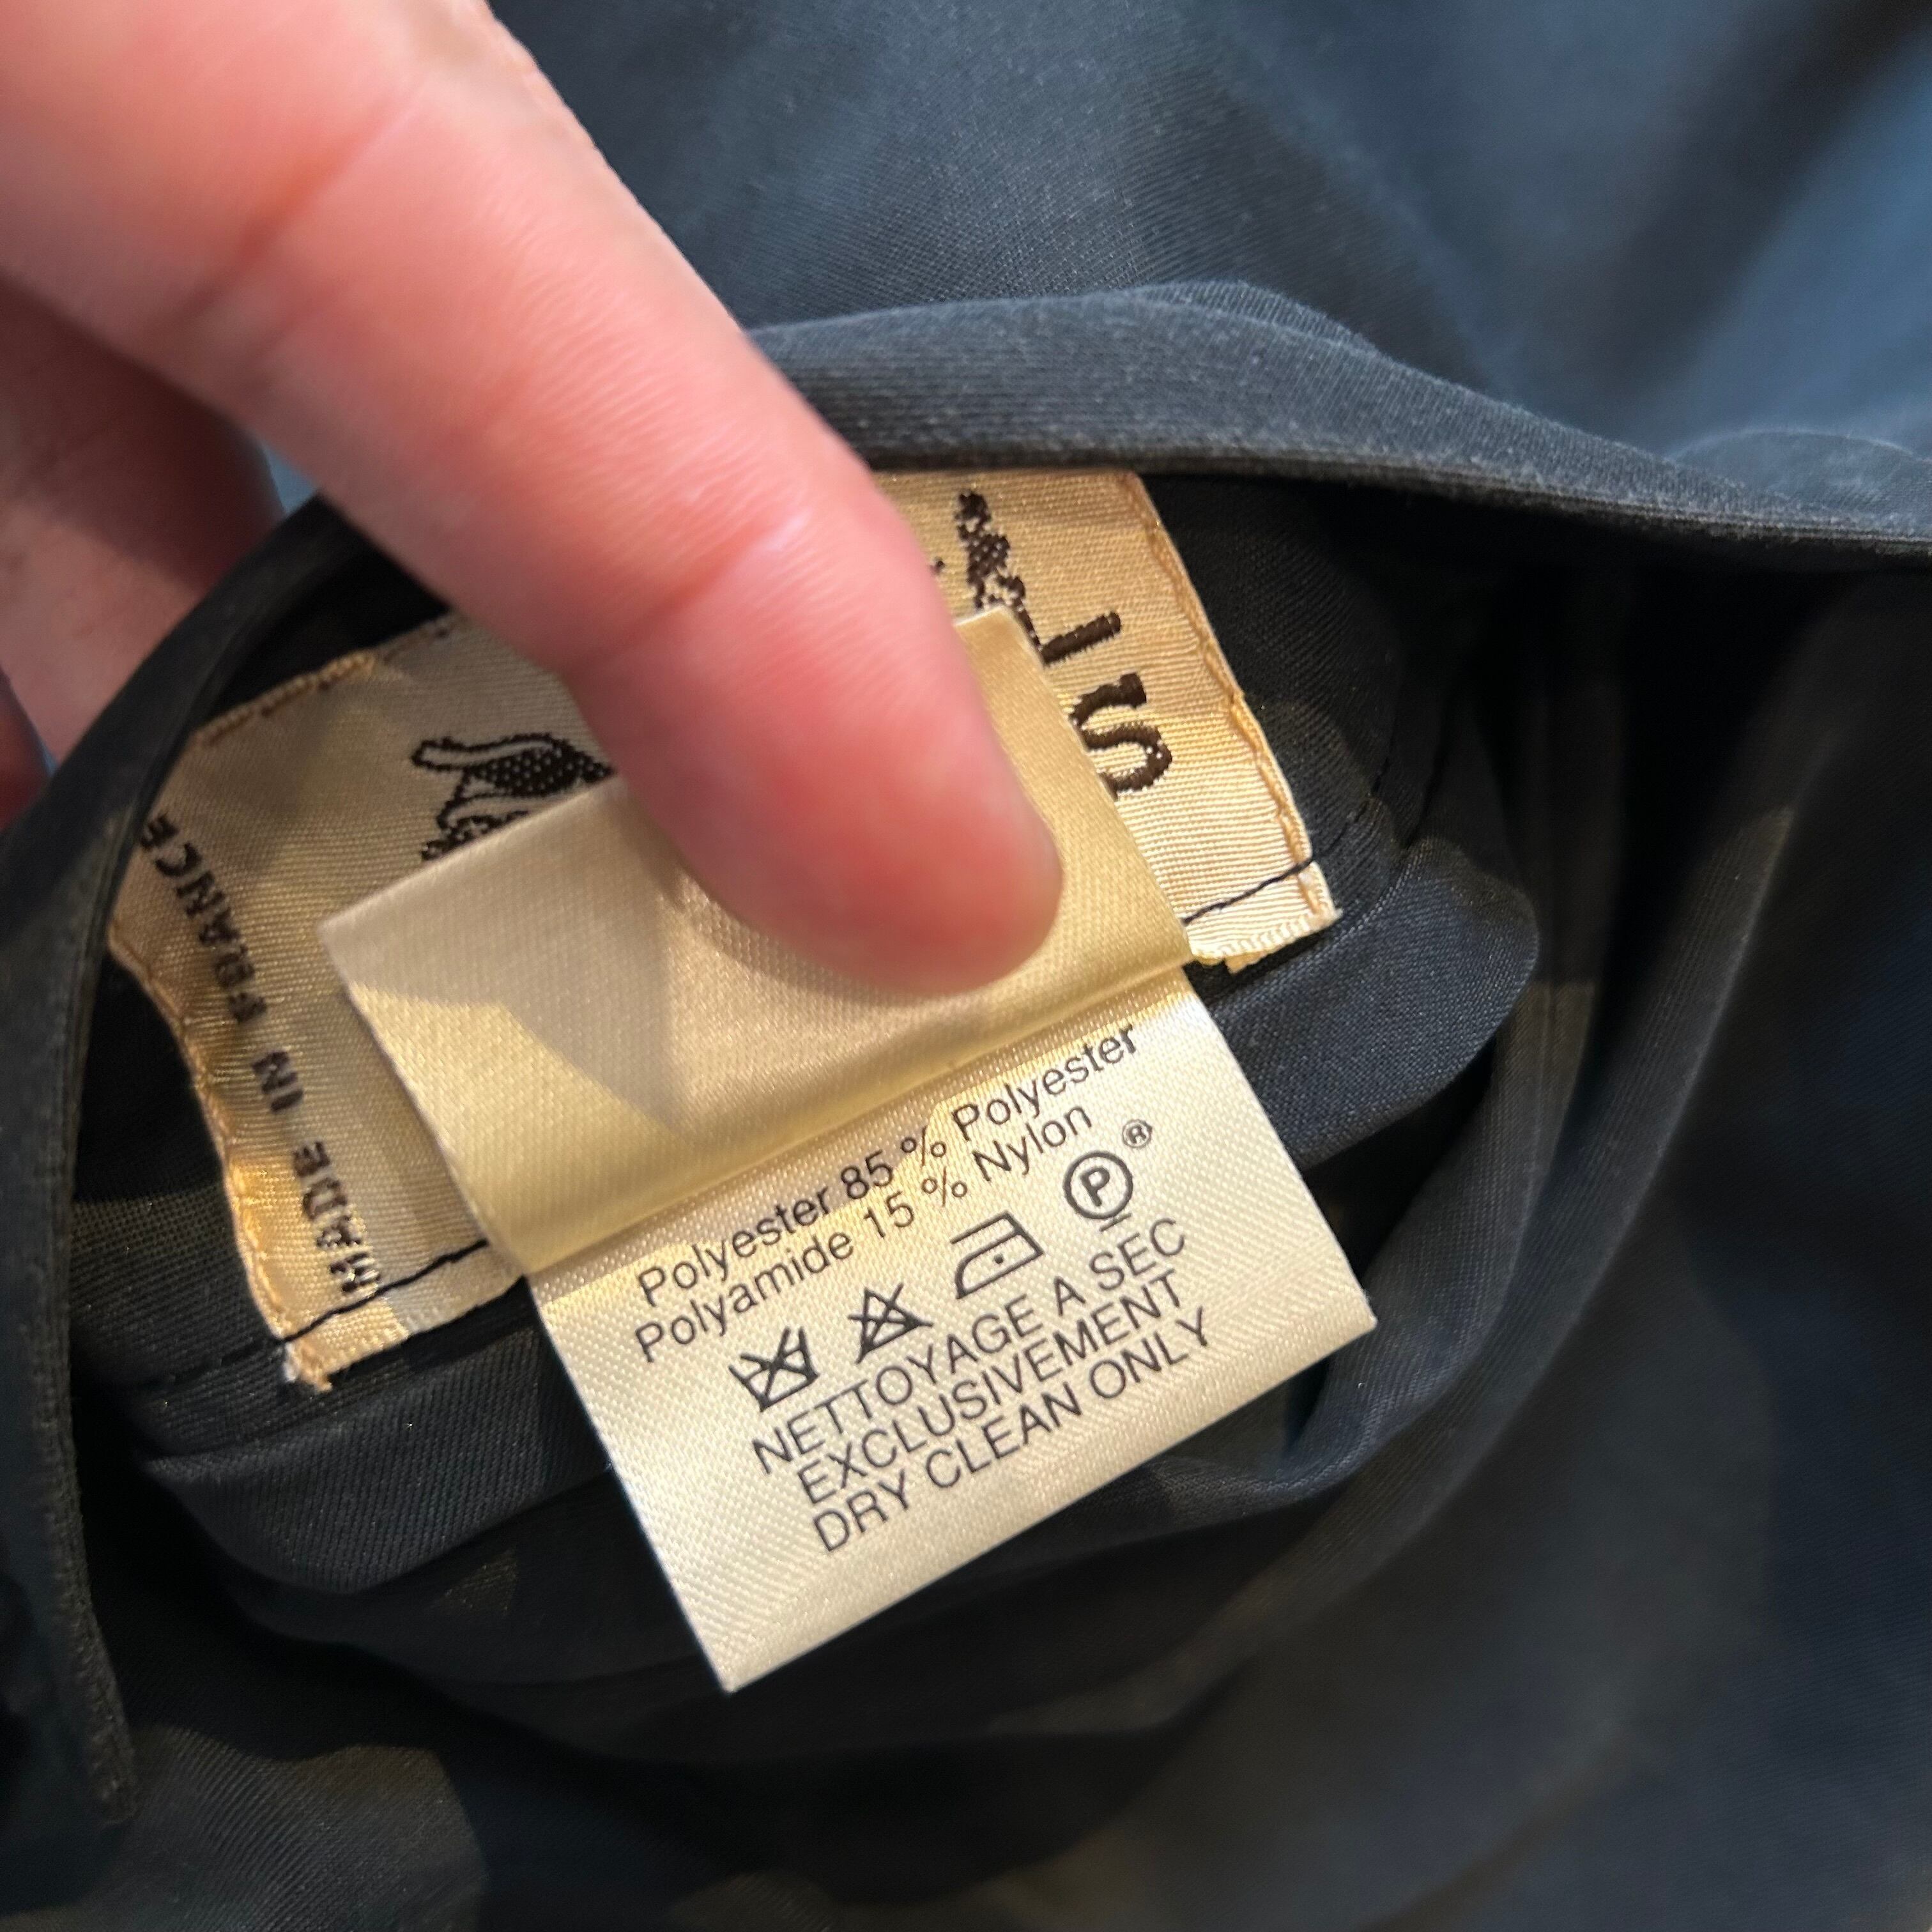 MADE IN FRANCE
Polyester 85 % Polyester
Polyamide 15 % Nylon
P ®
NETTOYAGE A SEC
EXCLUSIVEMENT
DRY CLEAN ONLY